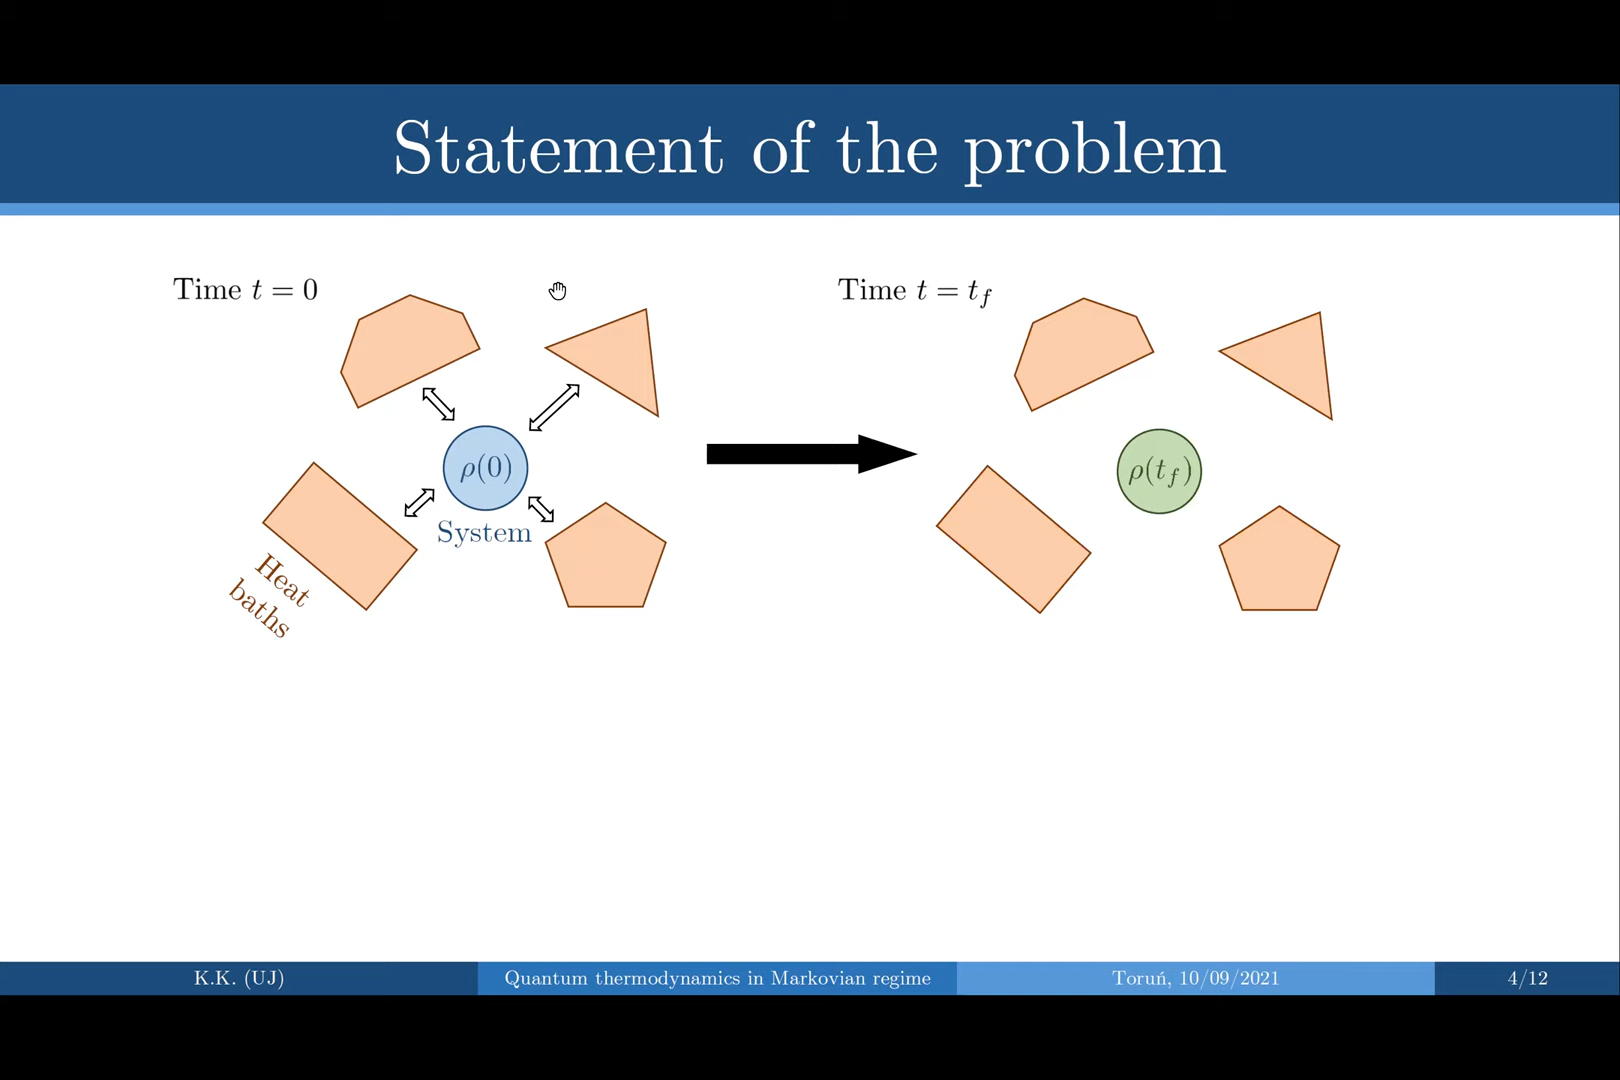 Statement of the problem
Time t = 0
ρ(0)
System
Heat
baths
Time t = t_f
ρ(t_f)
K.K. (UJ)
Quantum thermodynamics in Markovian regime
Toruń, 10/09/2021
4/12